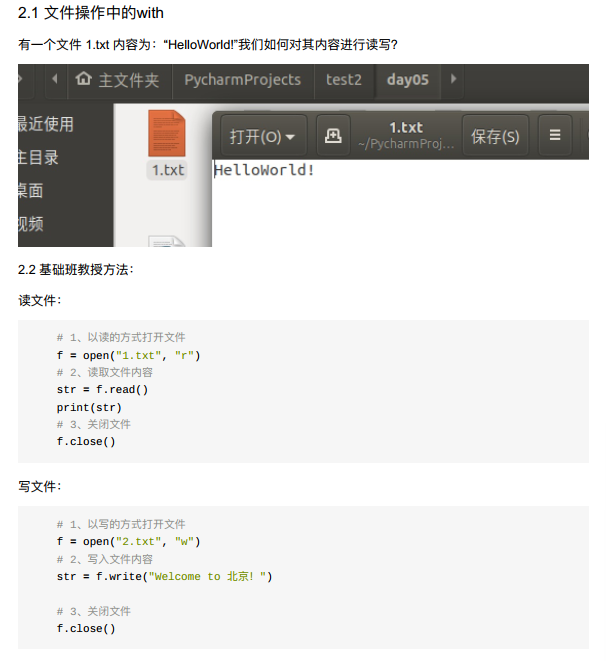 2.1 文件操作中的with
有一个文件 1.txt 内容为：“HelloWorld!”我们如何对其内容进行读写?
主文件夹 PycharmProjects test2 day05
最近使用
主目录
桌面
视频
1.txt
打开(O) 1.txt 保存(S)
~/PycharmProj...
HelloWorld!
2.2 基础班教授方法：
读文件：
# 1、以读的方式打开文件
f = open("1.txt", "r")
# 2、读取文件内容
str = f.read()
print(str)
# 3、关闭文件
f.close()
写文件：
# 1、以写的方式打开文件
f = open("2.txt", "w")
# 2、写入文件内容
str = f.write("Welcome to 北京！")
# 3、关闭文件
f.close()